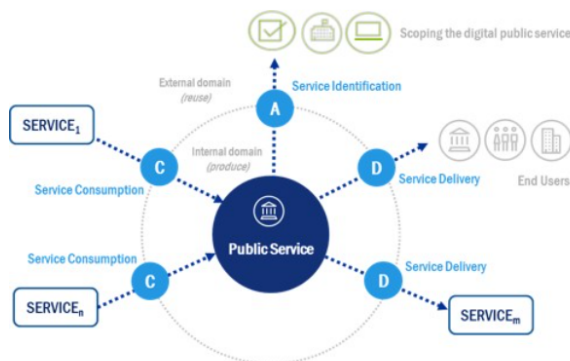 Scoping the digital public service
External domain
(reuse)
A
Service Identification
SERVICE1
Internal domain
(produce)
C
D
Service Consumption
Service Delivery
End Users
Public Service
Service Consumption
Service Delivery
C
D
SERVICEn
SERVICEm